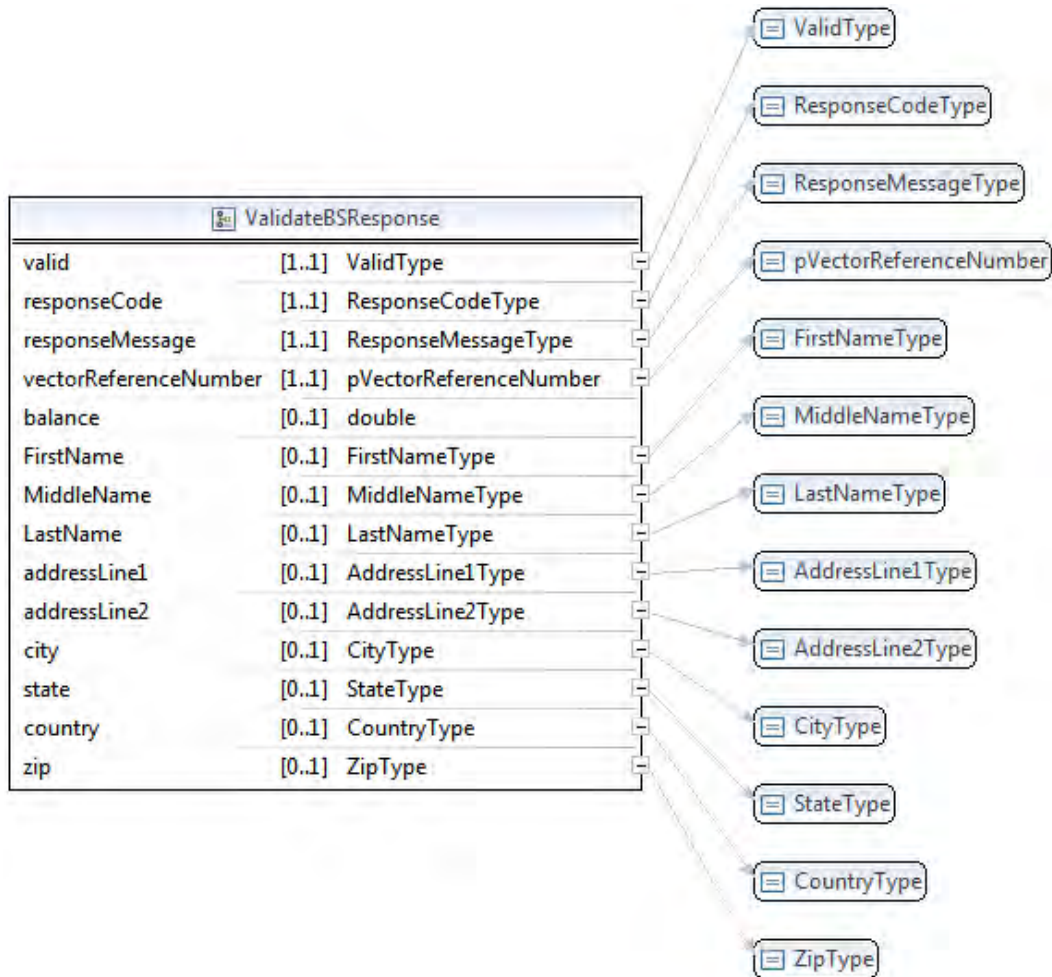 ValidateBSResponse
valid [1..1] ValidType
responseCode [1..1] ResponseCodeType
responseMessage [1..1] ResponseMessageType
vectorReferenceNumber [1..1] pVectorReferenceNumber
balance [0..1] double
FirstName [0..1] FirstNameType
MiddleName [0..1] MiddleNameType
LastName [0..1] LastNameType
addressLine1 [0..1] AddressLine1Type
addressLine2 [0..1] AddressLine2Type
city [0..1] CityType
state [0..1] StateType
country [0..1] CountryType
zip [0..1] ZipType
ValidType
ResponseCodeType
ResponseMessageType
pVectorReferenceNumber
FirstNameType
MiddleNameType
LastNameType
AddressLine1Type
AddressLine2Type
CityType
StateType
CountryType
ZipType